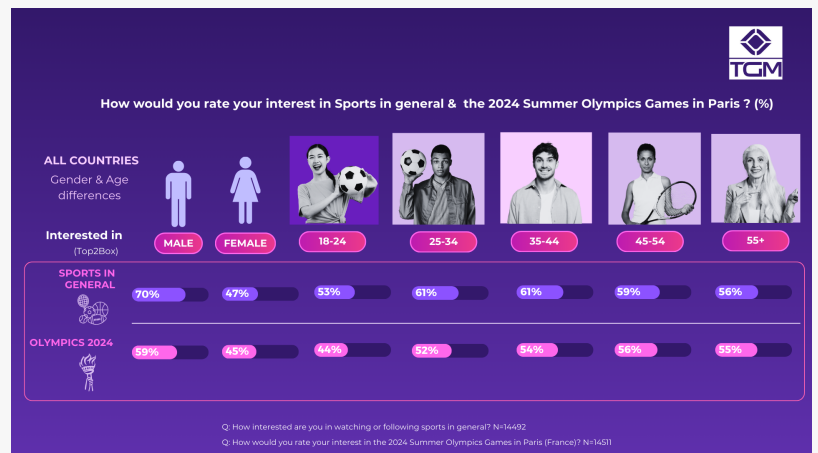 TGM
How would you rate your interest in Sports in general & the 2024 Summer Olympics Games in Paris ? (%)
ALL COUNTRIES
Gender & Age
differences
Interested in
(Top2Box)
MALE
FEMALE
18-24
25-34
35-44
45-54
55+
SPORTS IN
GENERAL
70%
47%
53%
61%
61%
59%
56%
OLYMPICS 2024
59%
45%
44%
52%
54%
56%
55%
Q: How interested are you in watching or following sports in general? N=14492
Q: How would you rate your interest in the 2024 Summer Olympics Games in Paris (France)? N=14511